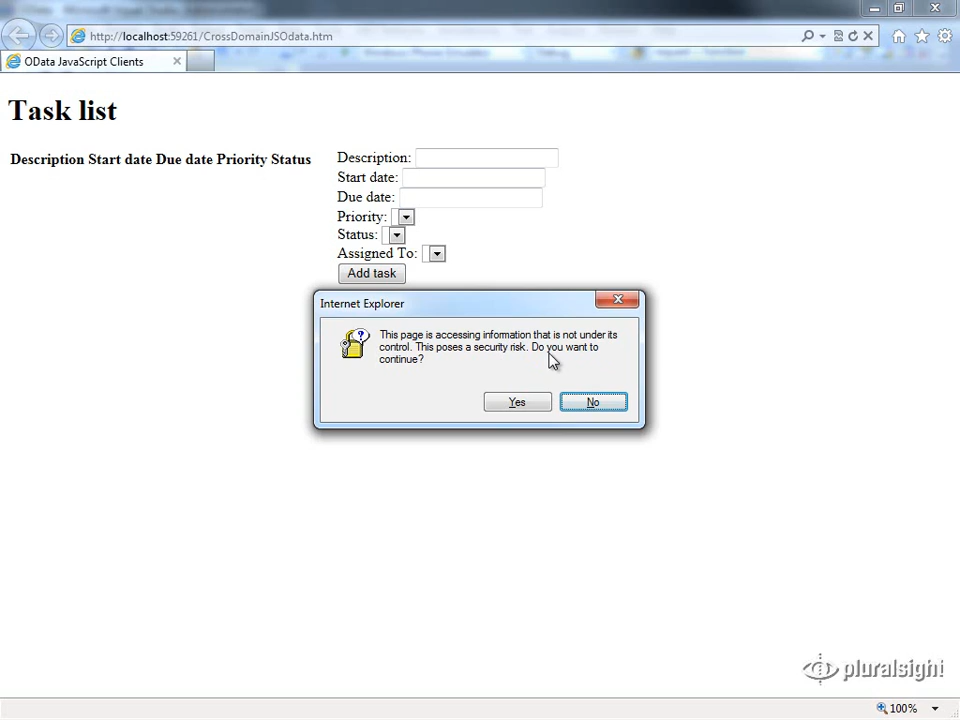 http://localhost:59261/CrossDomainJSOdata.htm
OData JavaScript Clients
Task list
Description Start date Due date Priority Status
Description:
Start date:
Due date:
Priority:
Status:
Assigned To:
Add task
Internet Explorer
This page is accessing information that is not under its
control. This poses a security risk. Do you want to
continue?
Yes
No
pluralsight
100%